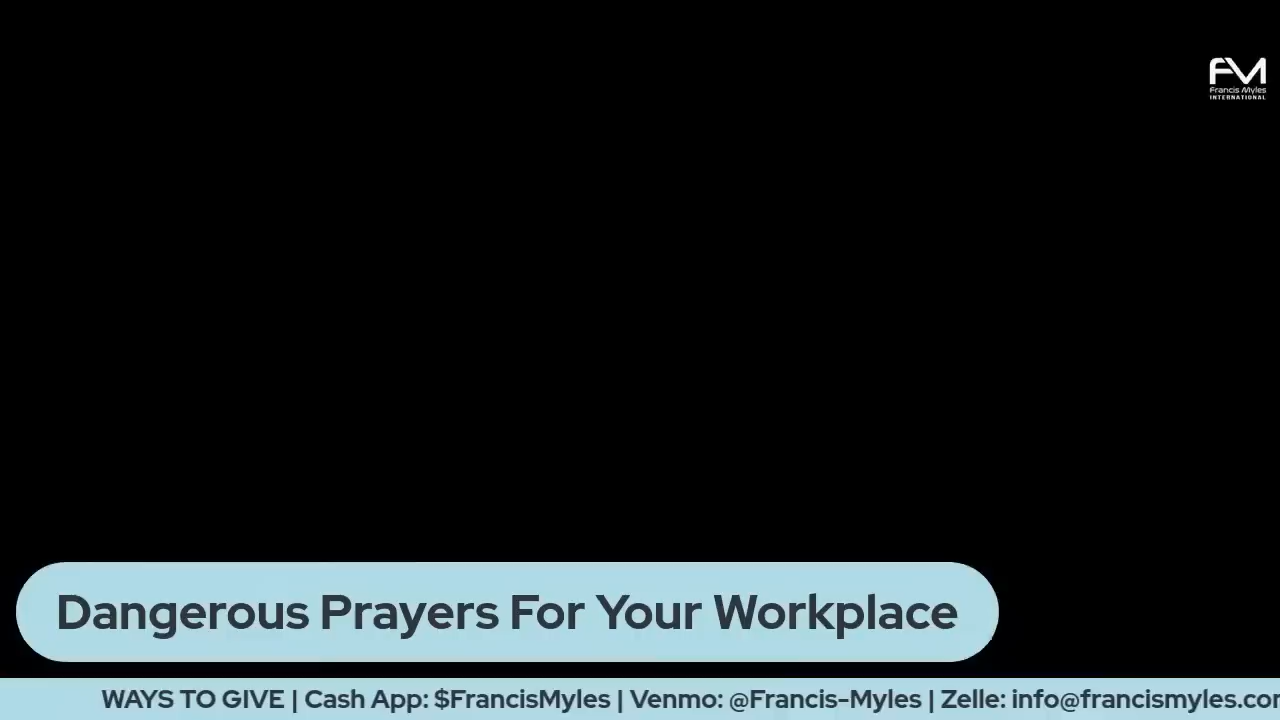 FM
Francis Myles
INTERNATIONAL
Dangerous Prayers For Your Workplace
WAYS TO GIVE | Cash App: $FrancisMyles | Venmo: @Francis-Myles | Zelle: info@francismyles.cor